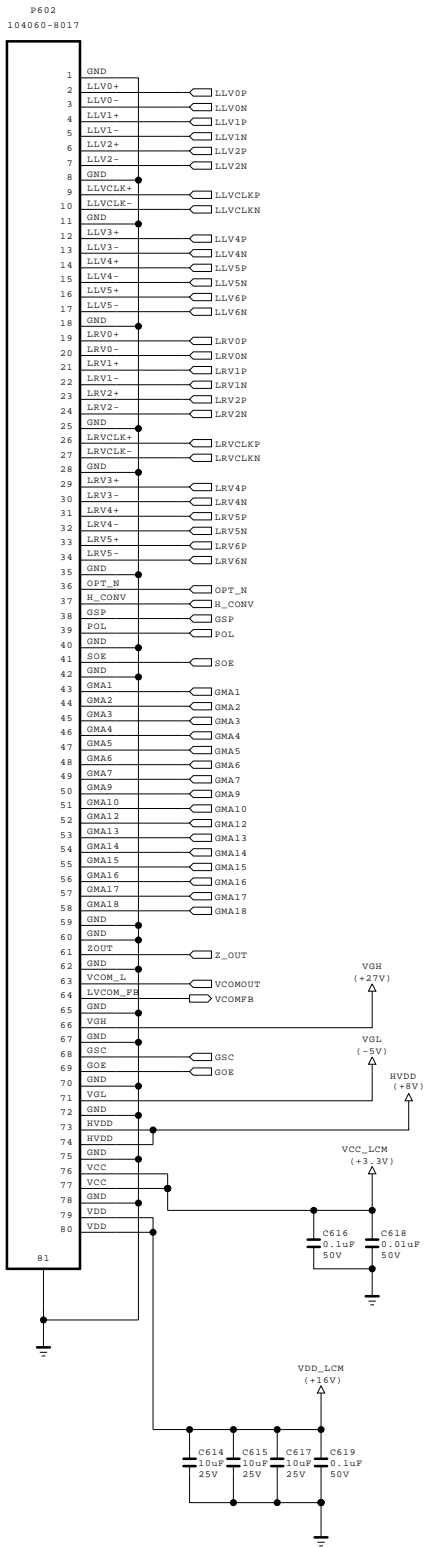 P602
104060-8017
1 GND
2 LLV0+ LLV0P
3 LLV0- LLV0N
4 LLV1+ LLV1P
5 LLV1- LLV1N
6 LLV2+ LLV2P
7 LLV2- LLV2N
8 GND
9 LLVCLK+ LLVCLKP
10 LLVCLK- LLVCLKN
11 GND
12 LLV3+ LLV4P
13 LLV3- LLV4N
14 LLV4+ LLV5P
15 LLV4- LLV5N
16 LLV5+ LLV6P
17 LLV5- LLV6N
18 GND
19 LRV0+ LRV0P
20 LRV0- LRV0N
21 LRV1+ LRV1P
22 LRV1- LRV1N
23 LRV2+ LRV2P
24 LRV2- LRV2N
25 GND
26 LRVCLK+ LRVCLKP
27 LRVCLK- LRVCLKN
28 GND
29 LRV3+ LRV4P
30 LRV3- LRV4N
31 LRV4+ LRV5P
32 LRV4- LRV5N
33 LRV5+ LRV6P
34 LRV5- LRV6N
35 GND
36 OPT_N OPT_N
37 H_CONV H_CONV
38 GSP GSP
39 POL POL
40 GND
41 SOE SOE
42 GND
43 GMA1 GMA1
44 GMA2 GMA2
45 GMA3 GMA3
46 GMA4 GMA4
47 GMA5 GMA5
48 GMA6 GMA6
49 GMA7 GMA7
50 GMA9 GMA9
51 GMA10 GMA10
52 GMA12 GMA12
53 GMA13 GMA13
54 GMA14 GMA14
55 GMA15 GMA15
56 GMA16 GMA16
57 GMA17 GMA17
58 GMA18 GMA18
59 GND
60 GND
61 ZOUT Z_OUT
62 GND
63 VCOM_L VCOMOUT
64 LVCOM_FB VCOMFB
65 GND
66 VGH
VGH
(+27V)
67 GND
68 GSC GSC
69 GOE GOE
70 GND
71 VGL
VGL
(-5V)
72 GND
73 HVDD
HVDD
(+8V)
74 HVDD
75 GND
76 VCC
VCC_LCM
(+3.3V)
77 VCC
78 GND
79 VDD
80 VDD
C616
0.1uF
50V
C618
0.01uF
50V
81
VDD_LCM
(+16V)
C614
10uF
25V
C615
10uF
25V
C617
10uF
25V
C619
0.1uF
50V